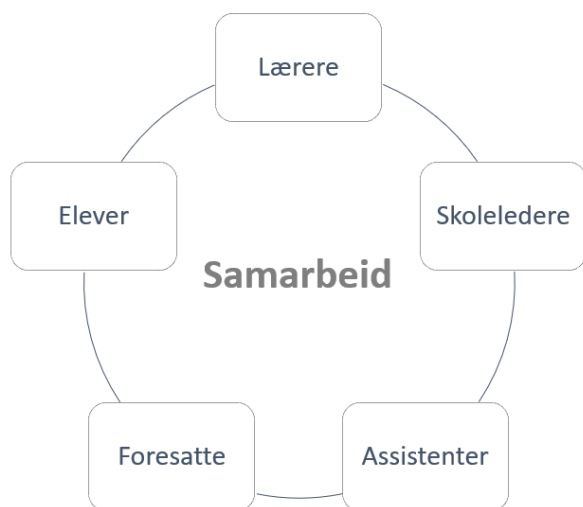 Lærere
Elever
Skoleledere
Samarbeid
Foresatte
Assistenter